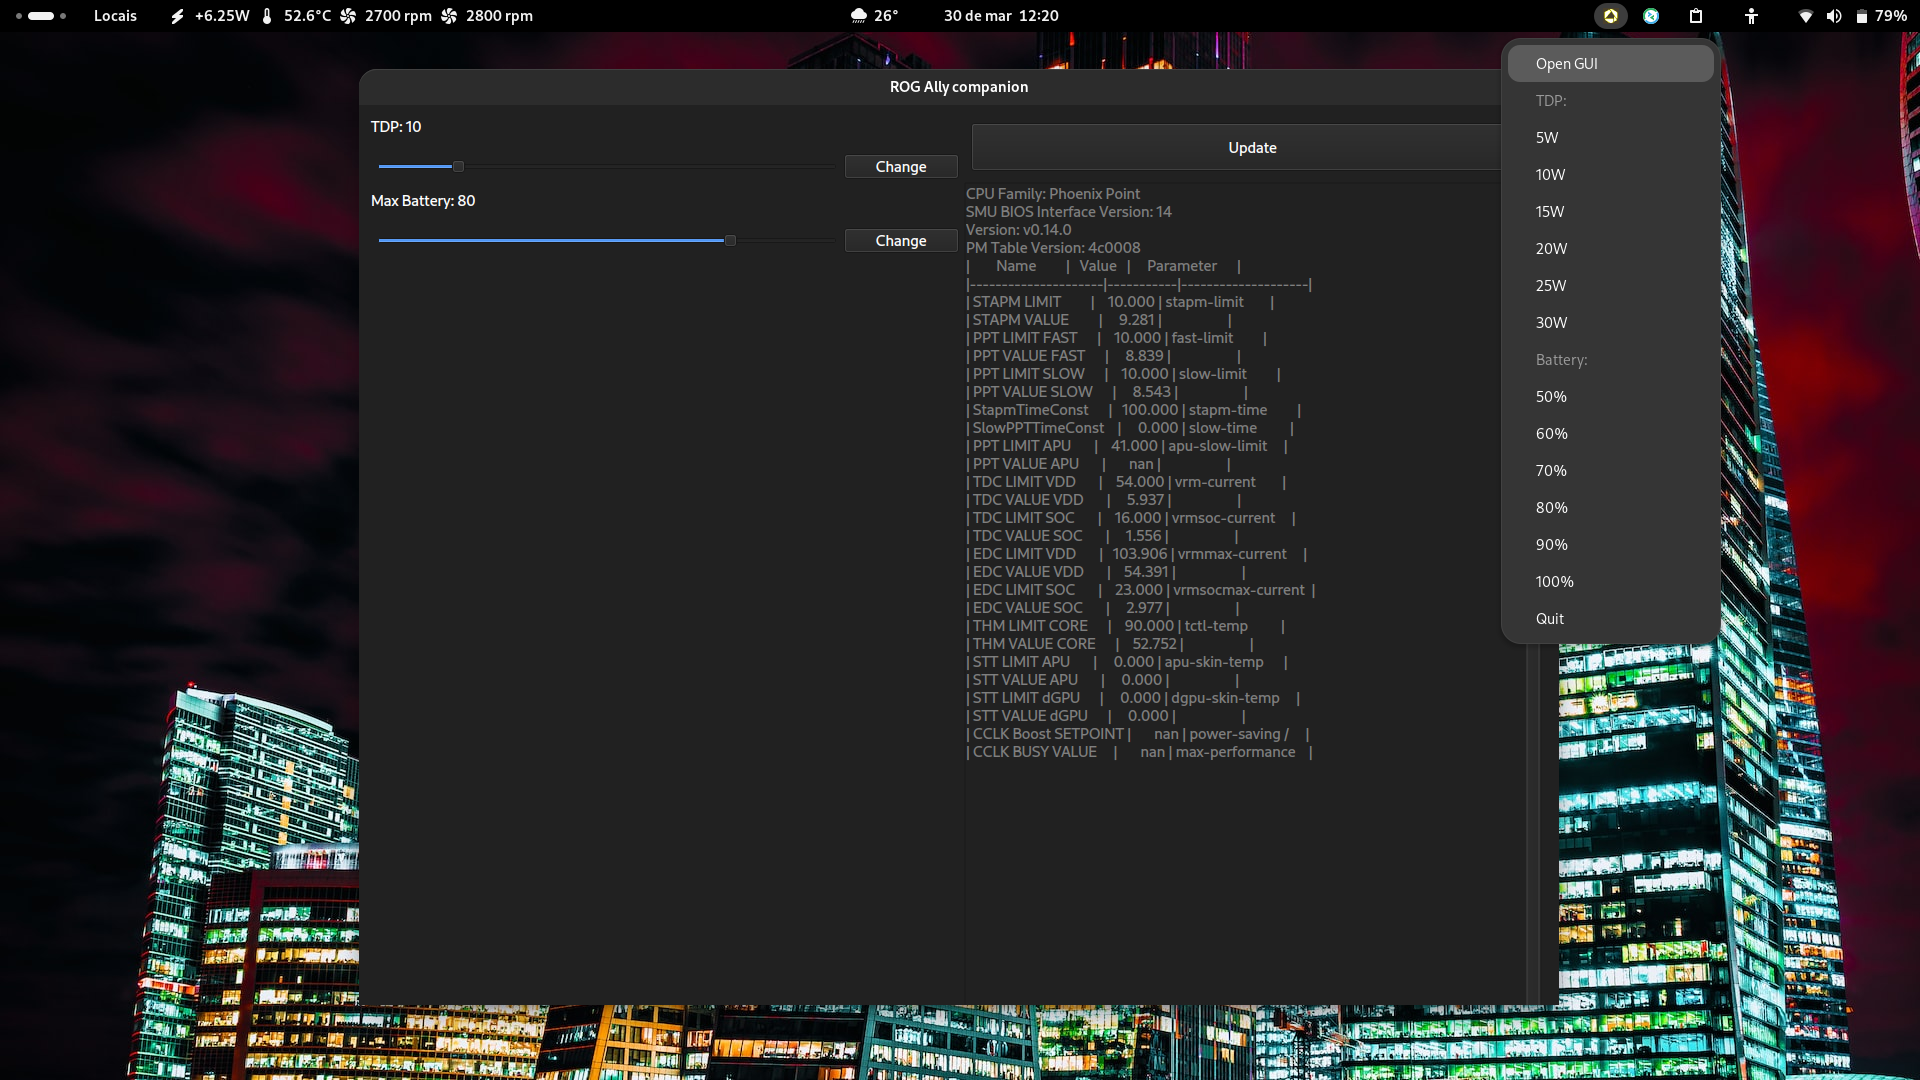 Locais +6.25W 52.6°C 2700 rpm 2800 rpm 26° 30 de mar 12:20 79%
ROG Ally companion
TDP: 10
Change
Max Battery: 80
Change
Update
CPU Family: Phoenix Point
SMU BIOS Interface Version: 14
Version: v0.14.0
PM Table Version: 4c0008
| Name | Value | Parameter |
|---------------------|-----------|--------------------|
| STAPM LIMIT | 10.000 | stapm-limit |
| STAPM VALUE | 9.281 | |
| PPT LIMIT FAST | 10.000 | fast-limit |
| PPT VALUE FAST | 8.839 | |
| PPT LIMIT SLOW | 10.000 | slow-limit |
| PPT VALUE SLOW | 8.543 | |
| StapmTimeConst | 100.000 | stapm-time |
| SlowPPTTimeConst | 0.000 | slow-time |
| PPT LIMIT APU | 41.000 | apu-slow-limit |
| PPT VALUE APU | nan | |
| TDC LIMIT VDD | 54.000 | vrm-current |
| TDC VALUE VDD | 5.937 | |
| TDC LIMIT SOC | 16.000 | vrmsoc-current |
| TDC VALUE SOC | 1.556 | |
| EDC LIMIT VDD | 103.906 | vrmmax-current |
| EDC VALUE VDD | 54.391 | |
| EDC LIMIT SOC | 23.000 | vrmsocmax-current |
| EDC VALUE SOC | 2.977 | |
| THM LIMIT CORE | 90.000 | tctl-temp |
| THM VALUE CORE | 52.752 | |
| STT LIMIT APU | 0.000 | apu-skin-temp |
| STT VALUE APU | 0.000 | |
| STT LIMIT dGPU | 0.000 | dgpu-skin-temp |
| STT VALUE dGPU | 0.000 | |
| CCLK Boost SETPOINT | nan | power-saving / |
| CCLK BUSY VALUE | nan | max-performance |
Open GUI
TDP:
5W
10W
15W
20W
25W
30W
Battery:
50%
60%
70%
80%
90%
100%
Quit